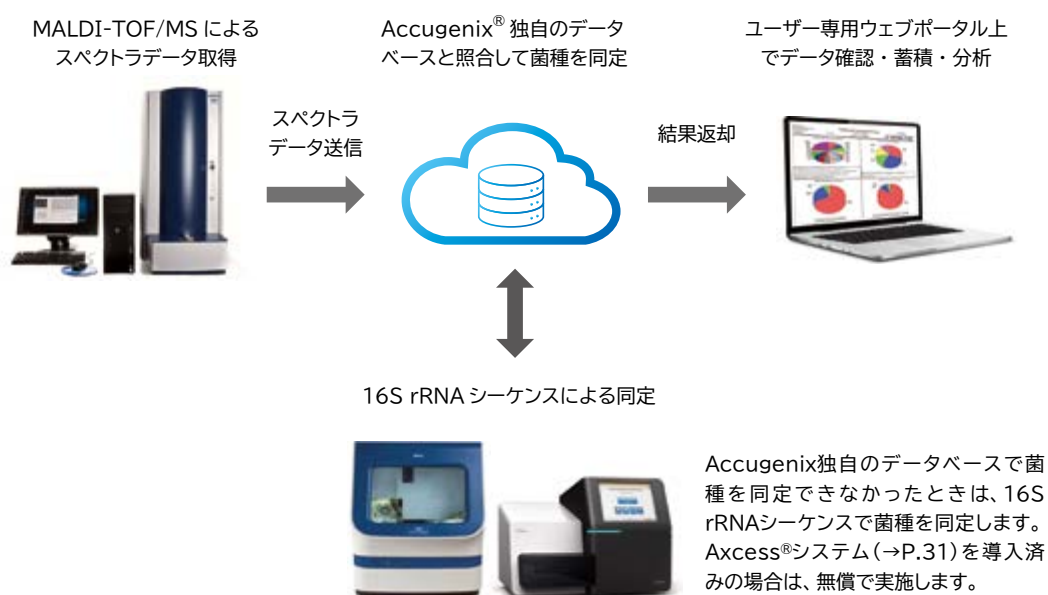 MALDI-TOF/MS による
スペクトラデータ取得
Accugenix® 独自のデータ
ベースと照合して菌種を同定
ユーザー専用ウェブポータル上
でデータ確認・蓄積・分析
スペクトラ
データ送信
結果返却
16S rRNA シーケンスによる同定
Accugenix独自のデータベースで菌
種を同定できなかったときは、16S
rRNAシーケンスで菌種を同定します。
Axcess®システム(→P.31)を導入済
みの場合は、無償で実施します。